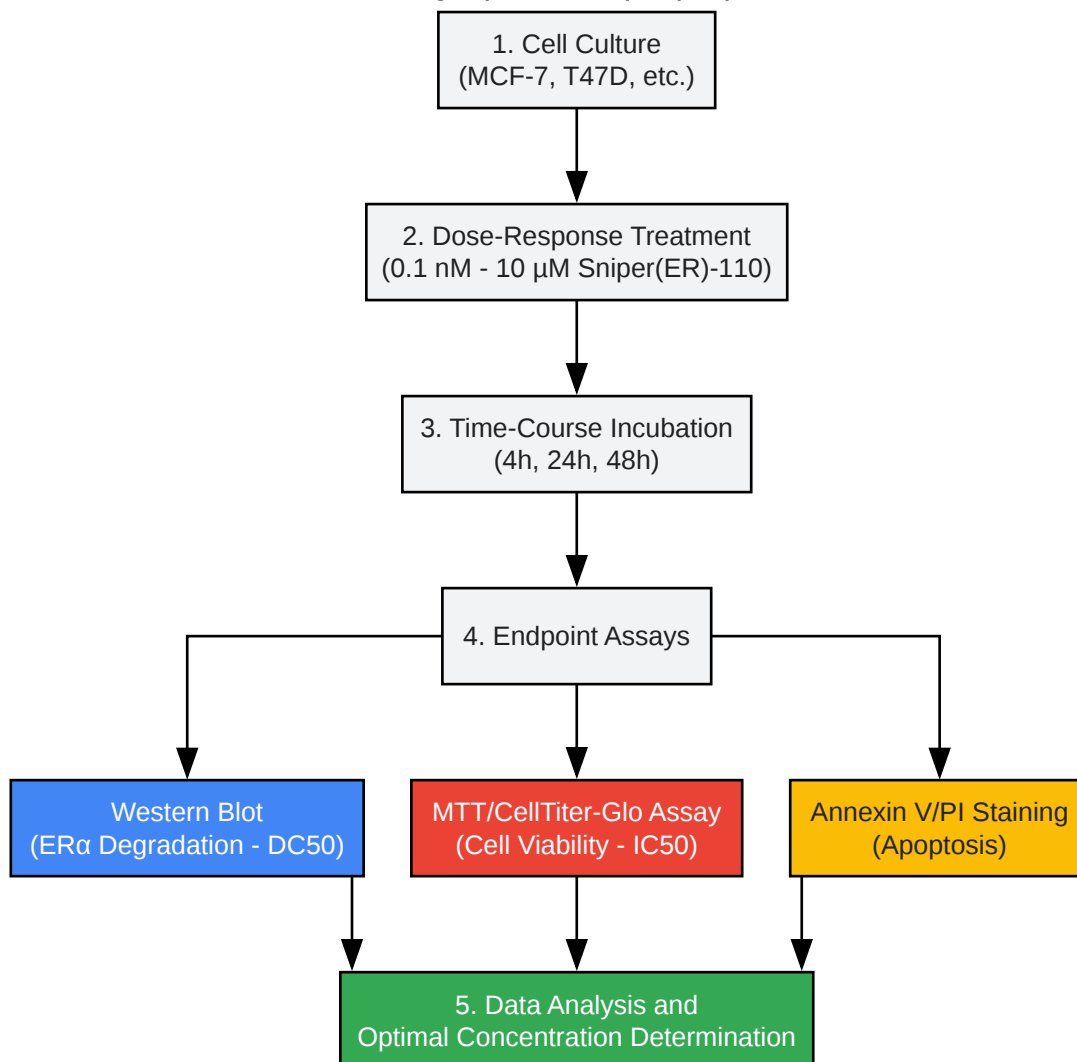 1. Cell Culture
(MCF-7, T47D, etc.)
2. Dose-Response Treatment
(0.1 nM - 10 µM Sniper(ER)-110)
3. Time-Course Incubation
(4h, 24h, 48h)
4. Endpoint Assays
Western Blot
(ERα Degradation - DC50)
MTT/CellTiter-Glo Assay
(Cell Viability - IC50)
Annexin V/PI Staining
(Apoptosis)
5. Data Analysis and
Optimal Concentration Determination